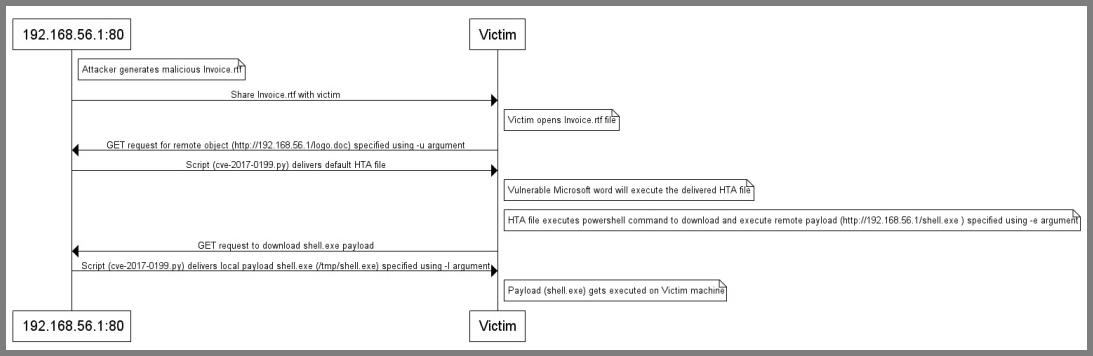 192.168.56.1:80 Victim
Attacker generates malicious Invoice.rtf
Share Invoice.rtf with victim
Victim opens Invoice.rtf file
GET request for remote object (http://192.168.56.1/logo.doc) specified using -u argument
Script (cve-2017-0199.py) delivers default HTA file
Vulnerable Microsoft word will execute the delivered HTA file
HTA file executes powershell command to download and execute remote payload (http://192.168.56.1/shell.exe ) specified using -e argument
GET request to download shell.exe payload
Script (cve-2017-0199.py) delivers local payload shell.exe (/tmp/shell.exe) specified using -l argument
Payload (shell.exe) gets executed on Victim machine
192.168.56.1:80 Victim